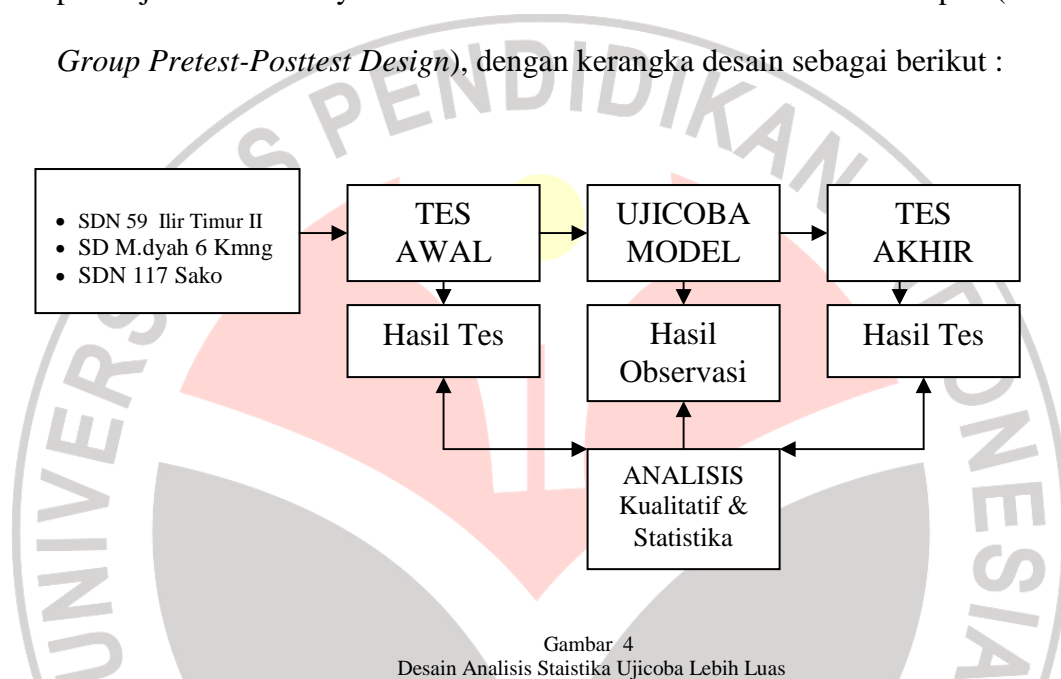 Group Pretest-Posttest Design), dengan kerangka desain sebagai berikut :
• SDN 59 Ilir Timur II
• SD M.dyah 6 Kmng
• SDN 117 Sako
TES
AWAL
UJICOBA
MODEL
TES
AKHIR
Hasil Tes
Hasil
Observasi
Hasil Tes
ANALISIS
Kualitatif &
Statistika
Gambar 4
Desain Analisis Staistika Ujicoba Lebih Luas